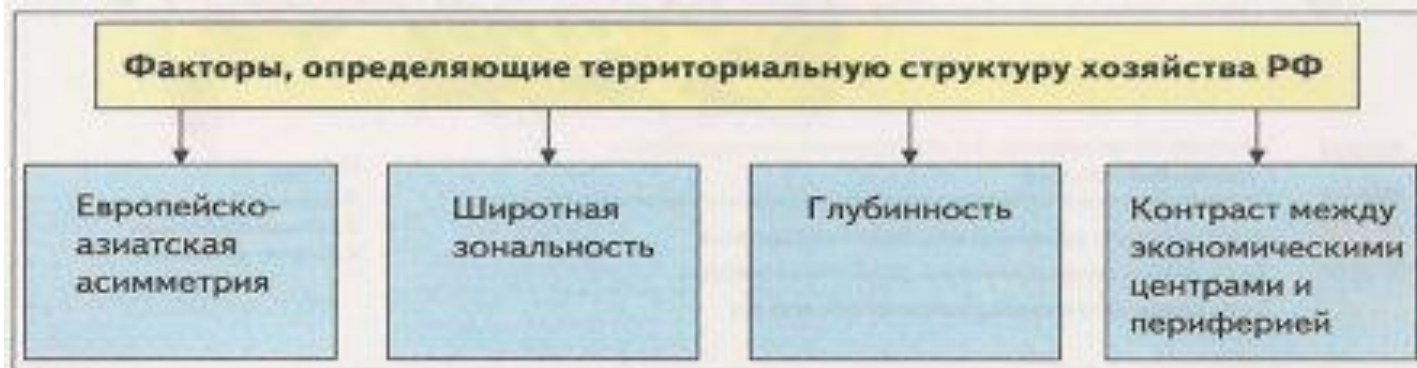 Факторы, определяющие территориальную структуру хозяйства РФ
Европейско-
азиатская
асимметрия
Широтная
зональность
Глубинность
Контраст между
экономическими
центрами и
периферией